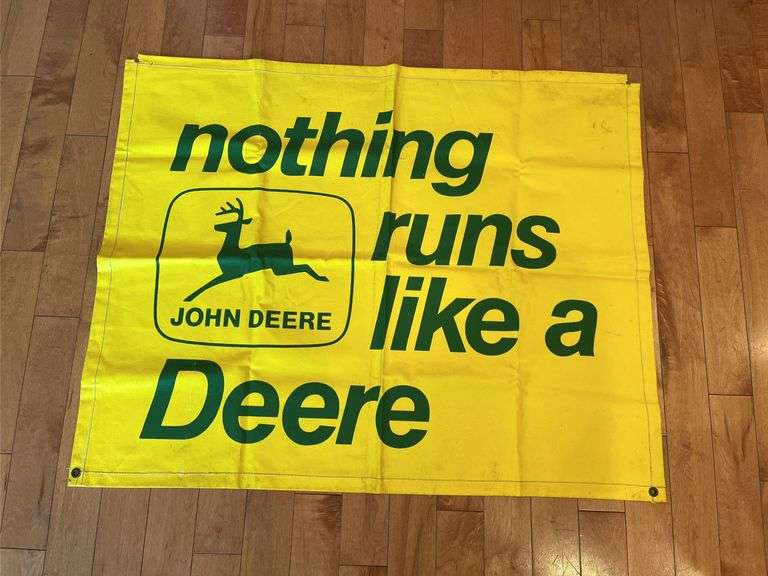 nothing
runs
like a
JOHN DEERE
Deere